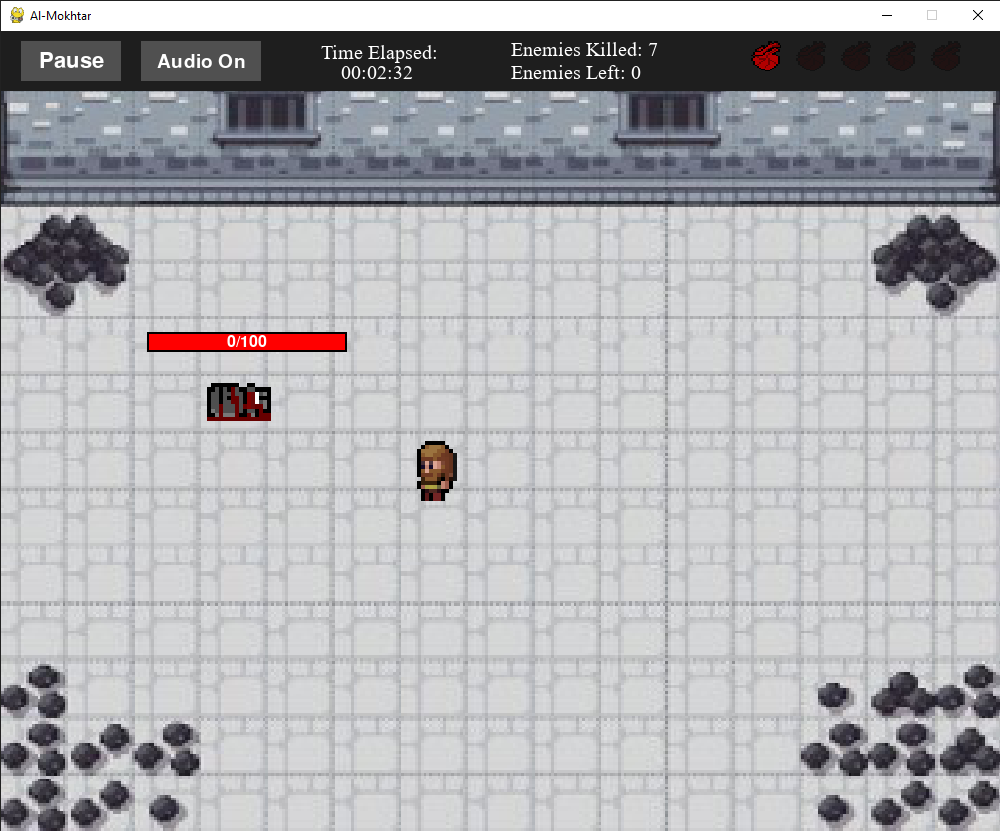 Al-Mokhtar
Pause
Audio On
Time Elapsed:
00:02:32
Enemies Killed: 7
Enemies Left: 0
0/100